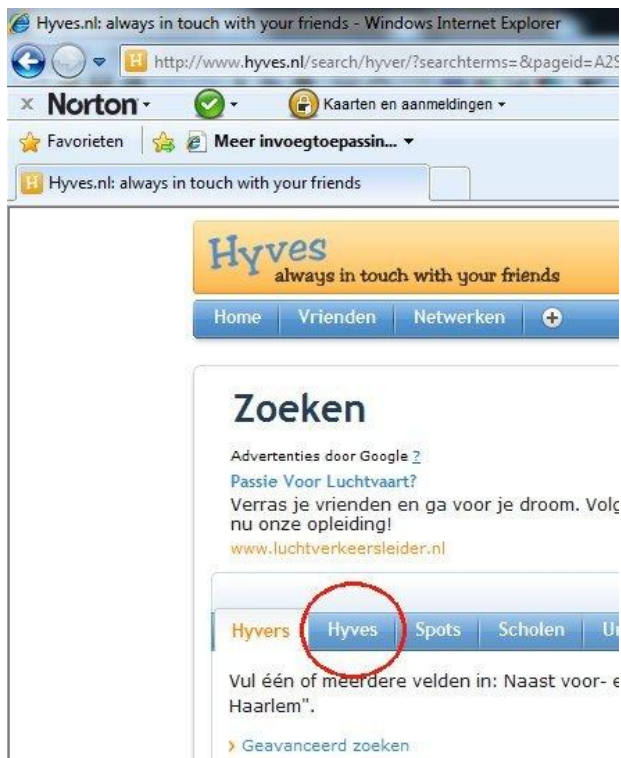 Hyves.nl: always in touch with your friends - Windows Internet Explorer
http://www.hyves.nl/search/hyver/?searchterms=&pageid=A2S
x Norton
Kaarten en aanmeldingen
Favorieten Meer invoegtoepassin...
Hyves.nl: always in touch with your friends
Hyves
always in touch with your friends
Home Vrienden Netwerken
Zoeken
Advertenties door Google ?
Passie Voor Luchtvaart?
Verras je vrienden en ga voor je droom. Volg
nu onze opleiding!
www.luchtverkeersleider.nl
Hyvers Hyves Spots Scholen
Vul één of meerdere velden in: Naast voor- e
Haarlem".
Geavanceerd zoeken